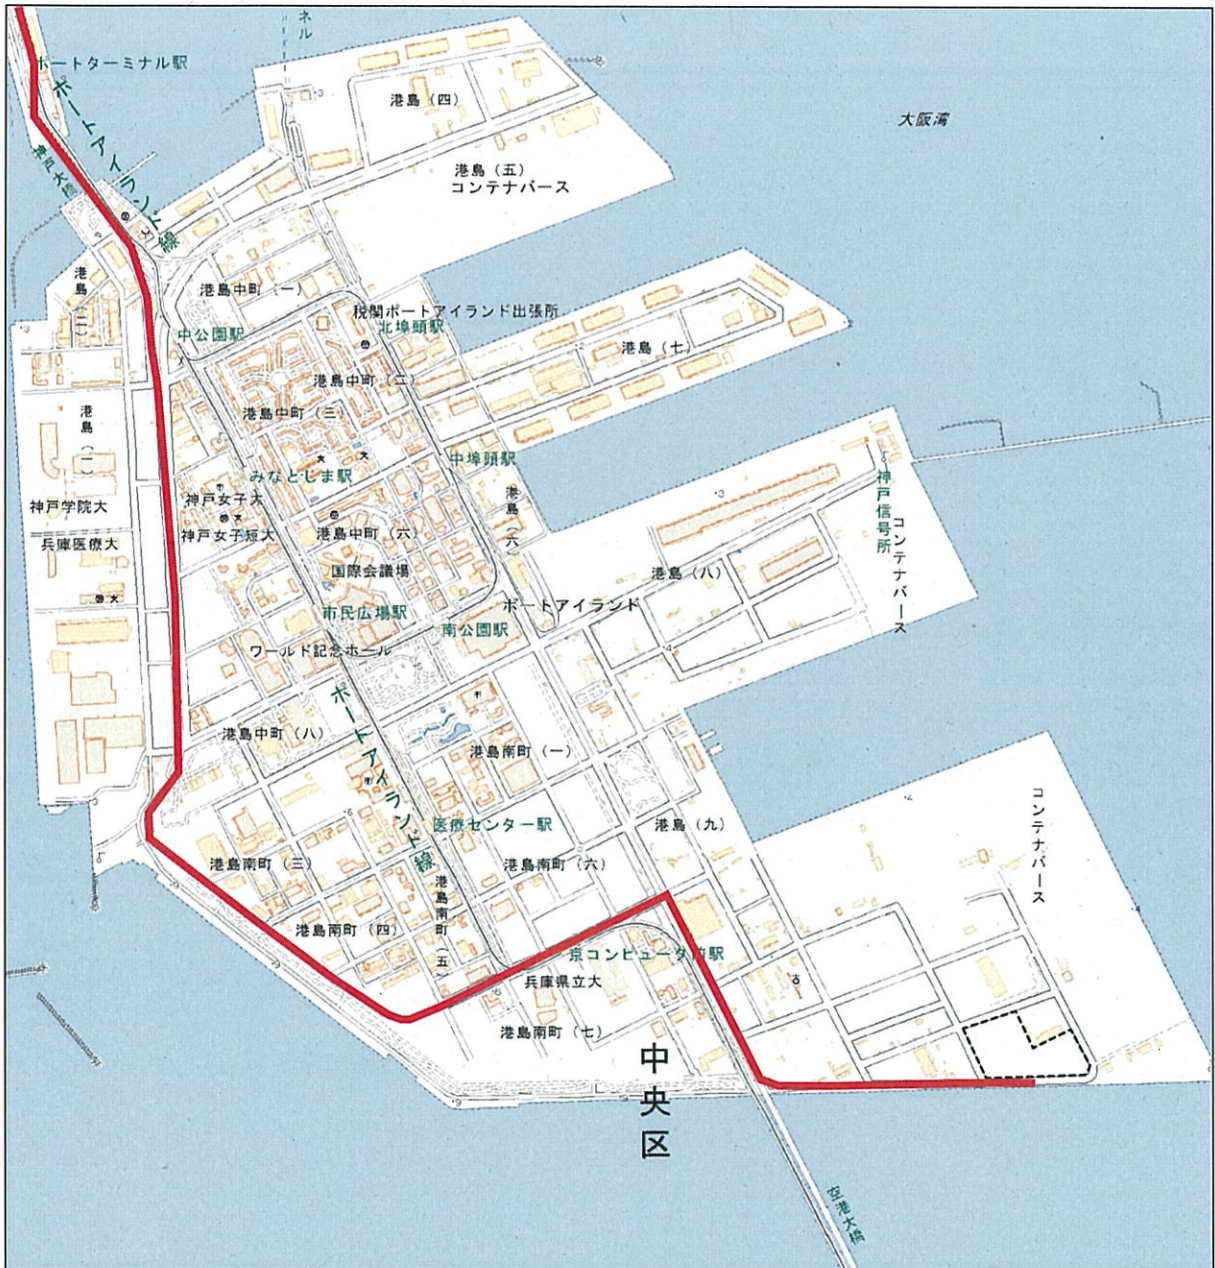 ネル
ポートターミナル駅
ポートアイランド線
神戸大橋
港島（四）
大阪湾
港島（五）
コンテナバース
港島（二）
港島中町（一）
税関ポートアイランド出張所
中公園駅
北埠頭駅
港島（七）
港島中町（二）
港島中町（三）
港島（一）
中埠頭駅
みなとじま駅
神戸信号所
神戸学院大
神戸女子大
港島（六）
コンテナバース
神戸女子短大
港島中町（六）
兵庫医療大
国際会議場
港島（八）
市民広場駅
ポートアイランド
南公園駅
ワールド記念ホール
ポートアイランド線
港島中町（八）
港島南町（一）
コンテナバース
医療センター駅
港島（九）
港島南町（三）
港島南町（六）
港島南町（五）
港島南町（四）
京コンピュータ前駅
兵庫県立大
港島南町（七）
中央区
空港大橋